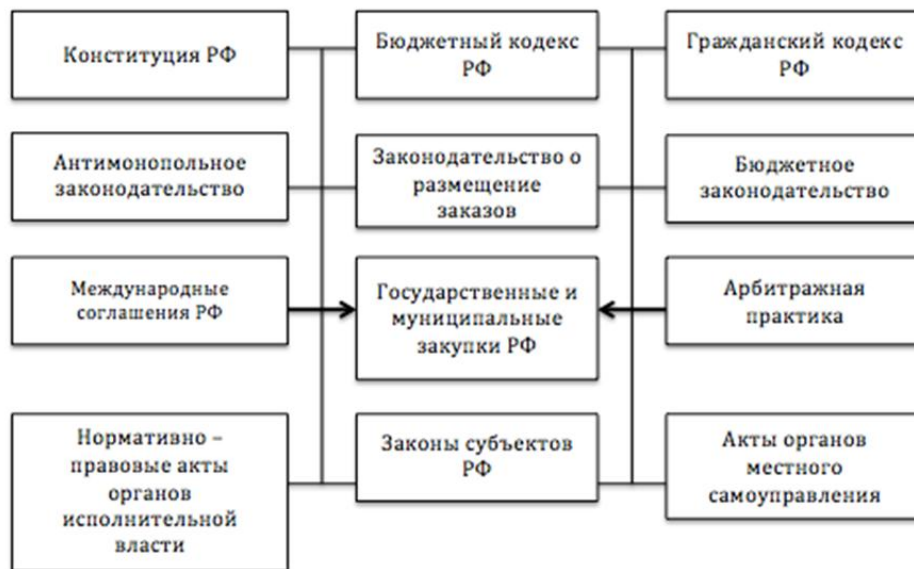 Конституция РФ
Бюджетный кодекс
РФ
Гражданский кодекс
РФ
Антимонопольное
законодательство
Законодательство о
размещение
заказов
Бюджетное
законодательство
Международные
соглашения РФ
Государственные и
муниципальные
закупки РФ
Арбитражная
практика
Нормативно –
правовые акты
органов
исполнительной
власти
Законы субъектов
РФ
Акты органов
местного
самоуправления